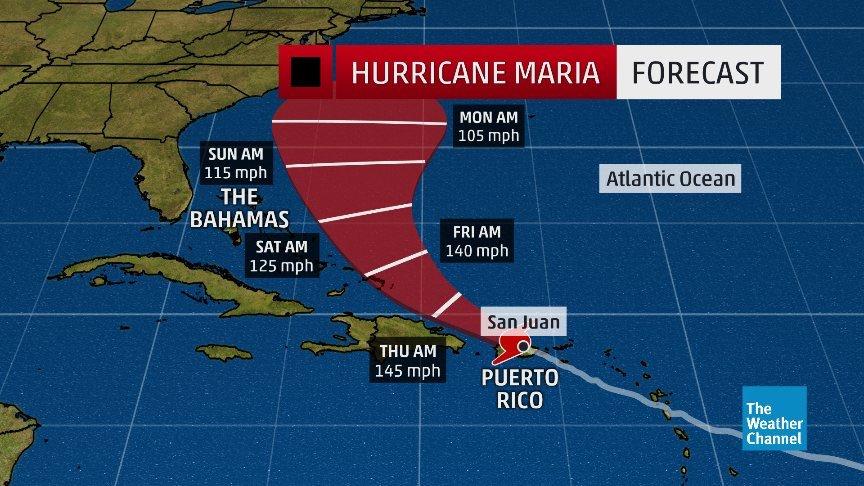 HURRICANE MARIA FORECAST
MON AM
105 mph
SUN AM
115 mph
Atlantic Ocean
THE
BAHAMAS
FRI AM
140 mph
SAT AM
125 mph
San Juan
THU AM
145 mph
PUERTO
RICO
The
Weather
Channel